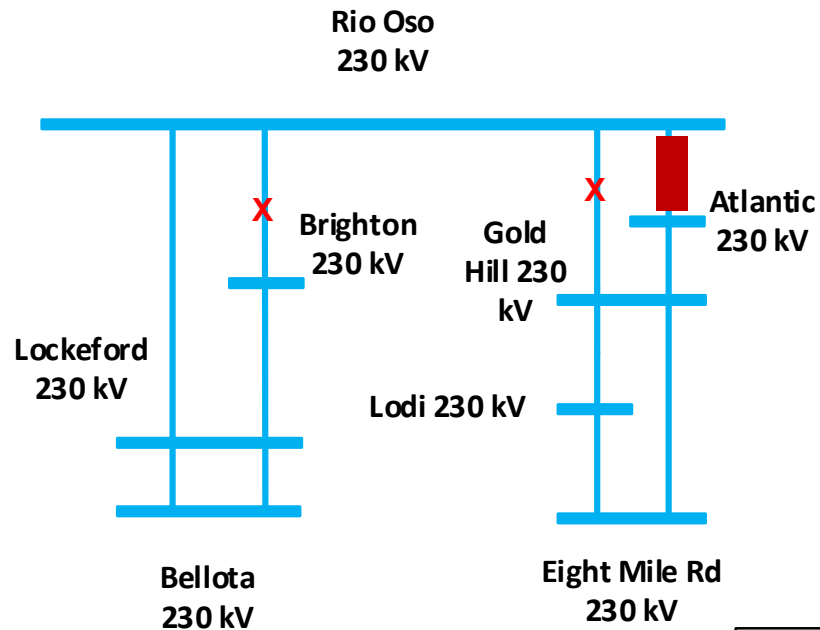 Rio Oso
230 kV
X
X
Brighton
230 kV
Gold
Hill 230
kV
Atlantic
230 kV
Lockeford
230 kV
Lodi 230 kV
Bellota
230 kV
Eight Mile Rd
230 kV